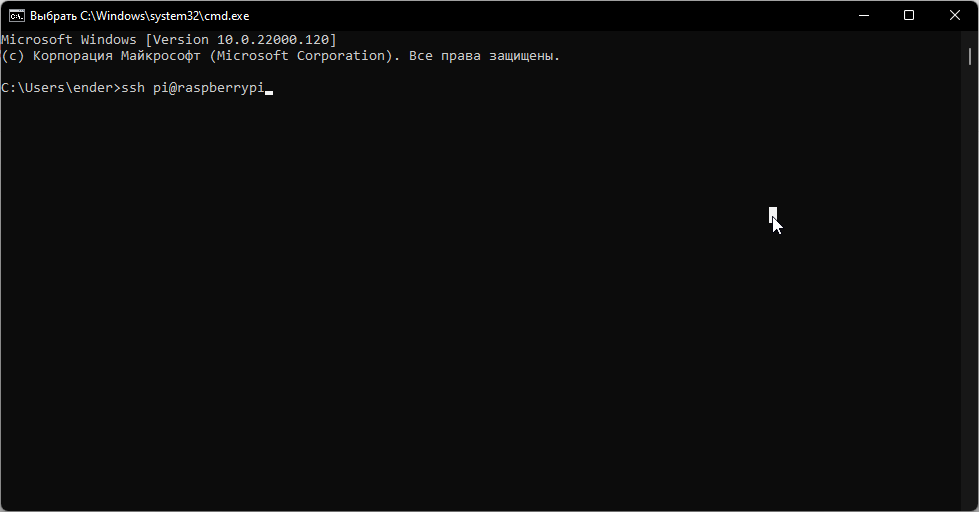 Выбрать C:\Windows\system32\cmd.exe
Microsoft Windows [Version 10.0.22000.120]
(c) Корпорация Майкрософт (Microsoft Corporation). Все права защищены.
C:\Users\ender>ssh pi@raspberrypi